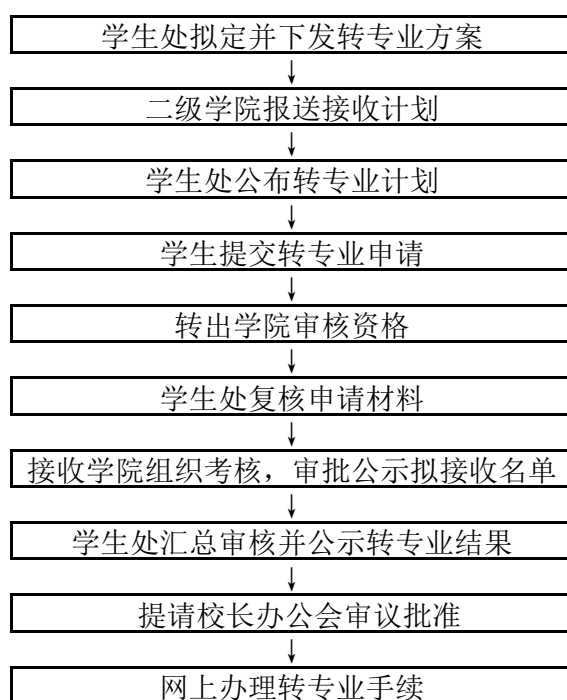 学生处拟定并下发转专业方案
二级学院报送接收计划
学生处公布转专业计划
学生提交转专业申请
转出学院审核资格
学生处复核申请材料
接收学院组织考核，审批公示拟接收名单
学生处汇总审核并公示转专业结果
提请校长办公会审议批准
网上办理转专业手续